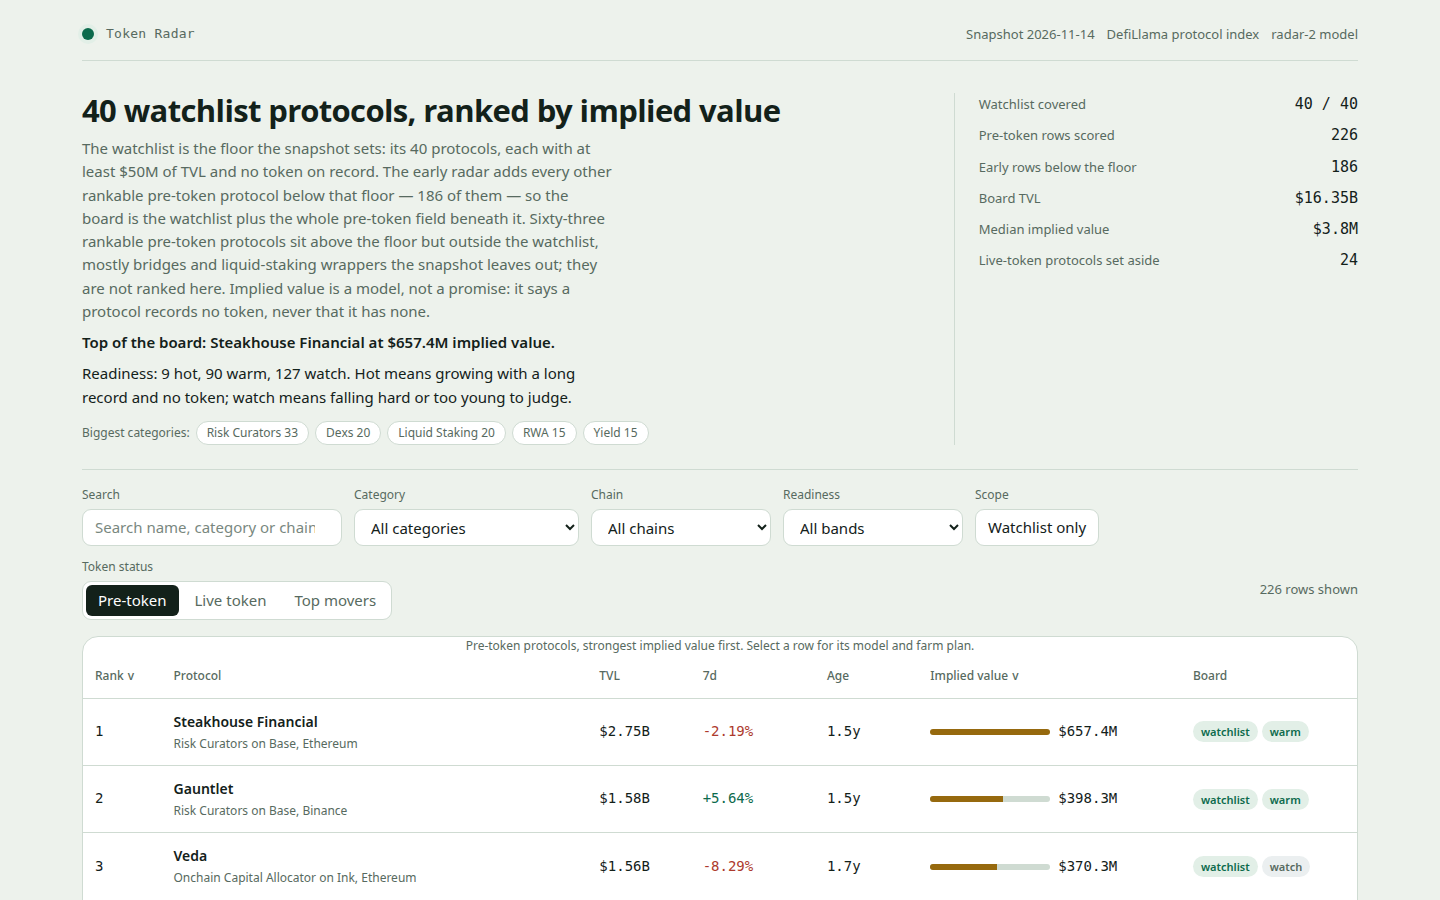 Token Radar
Snapshot 2026-11-14 DefiLlama protocol index radar-2 model
40 watchlist protocols, ranked by implied value
The watchlist is the floor the snapshot sets: its 40 protocols, each with at
least $50M of TVL and no token on record. The early radar adds every other
rankable pre-token protocol below that floor — 186 of them — so the
board is the watchlist plus the whole pre-token field beneath it. Sixty-three
rankable pre-token protocols sit above the floor but outside the watchlist,
mostly bridges and liquid-staking wrappers the snapshot leaves out; they
are not ranked here. Implied value is a model, not a promise: it says a
protocol records no token, never that it has none.
Top of the board: Steakhouse Financial at $657.4M implied value.
Readiness: 9 hot, 90 warm, 127 watch. Hot means growing with a long
record and no token; watch means falling hard or too young to judge.
Biggest categories: Risk Curators 33 Dexs 20 Liquid Staking 20 RWA 15 Yield 15
Watchlist covered 40 / 40
Pre-token rows scored 226
Early rows below the floor 186
Board TVL $16.35B
Median implied value $3.8M
Live-token protocols set aside 24
Search Category Chain Readiness Scope
Search name, category or chain All categories All chains All bands Watchlist only
Token status
Pre-token Live token Top movers
226 rows shown
Pre-token protocols, strongest implied value first. Select a row for its model and farm plan.
Rank v Protocol TVL 7d Age Implied value v Board
1 Steakhouse Financial $2.75B -2.19% 1.5y $657.4M watchlist warm
Risk Curators on Base, Ethereum
2 Gauntlet $1.58B +5.64% 1.5y $398.3M watchlist warm
Risk Curators on Base, Binance
3 Veda $1.56B -8.29% 1.7y $370.3M watchlist watch
Onchain Capital Allocator on Ink, Ethereum